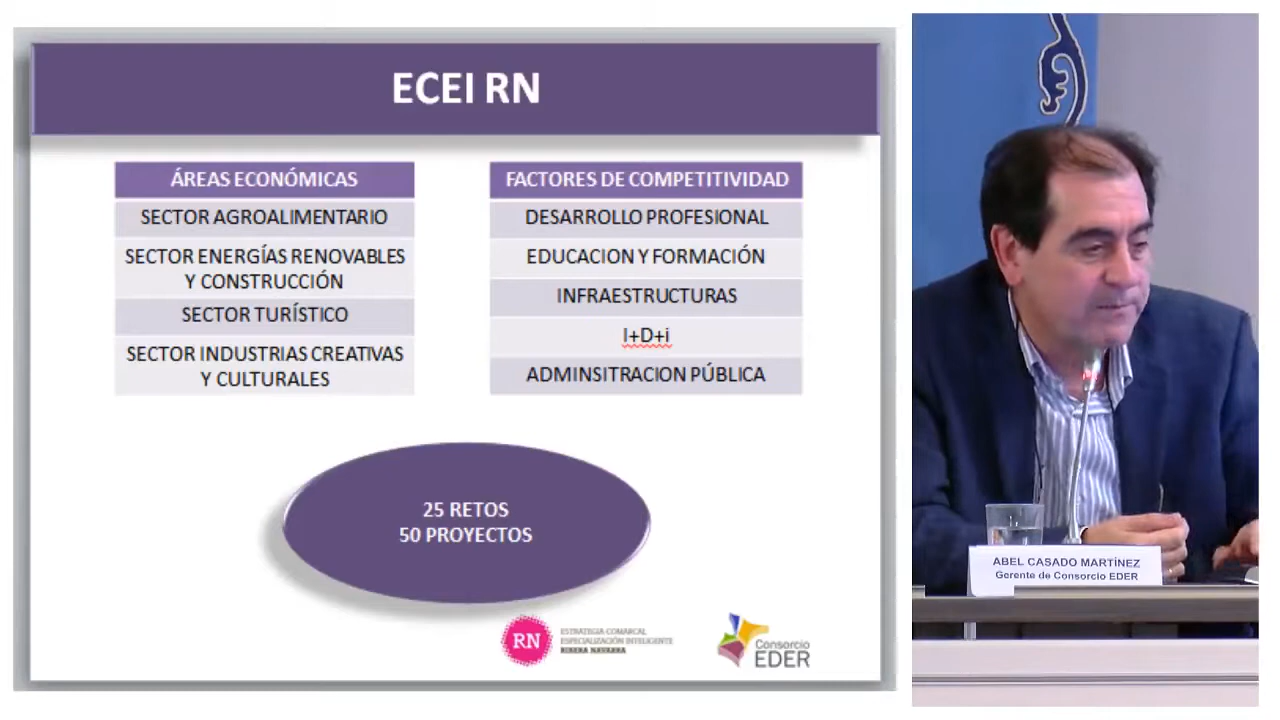 ECEI RN
ÁREAS ECONÓMICAS
SECTOR AGROALIMENTARIO
SECTOR ENERGÍAS RENOVABLES
Y CONSTRUCCIÓN
SECTOR TURÍSTICO
SECTOR INDUSTRIAS CREATIVAS
Y CULTURALES
FACTORES DE COMPETITIVIDAD
DESARROLLO PROFESIONAL
EDUCACION Y FORMACIÓN
INFRAESTRUCTURAS
I+D+i
ADMINSITRACION PÚBLICA
25 RETOS
50 PROYECTOS
RN
ESTRATEGIA COMARCAL
ESPECIALIZACIÓN INTELIGENTE
RIBERA NAVARRA
Consorcio
EDER
ABEL CASADO MARTÍNEZ
Gerente de Consorcio EDER